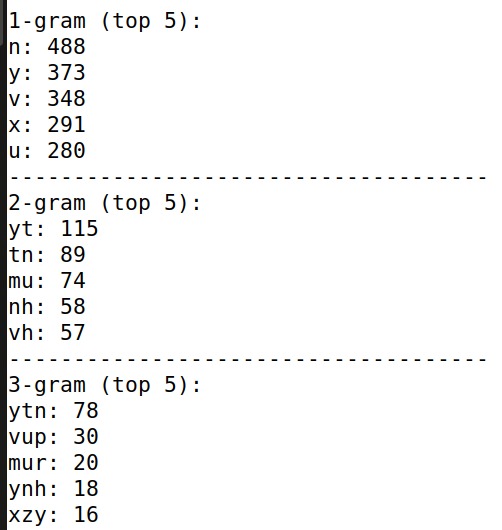 1-gram (top 5):
n: 488
y: 373
v: 348
x: 291
u: 280
-------------------------------------
2-gram (top 5):
yt: 115
tn: 89
mu: 74
nh: 58
vh: 57
-------------------------------------
3-gram (top 5):
ytn: 78
vup: 30
mur: 20
ynh: 18
xzy: 16